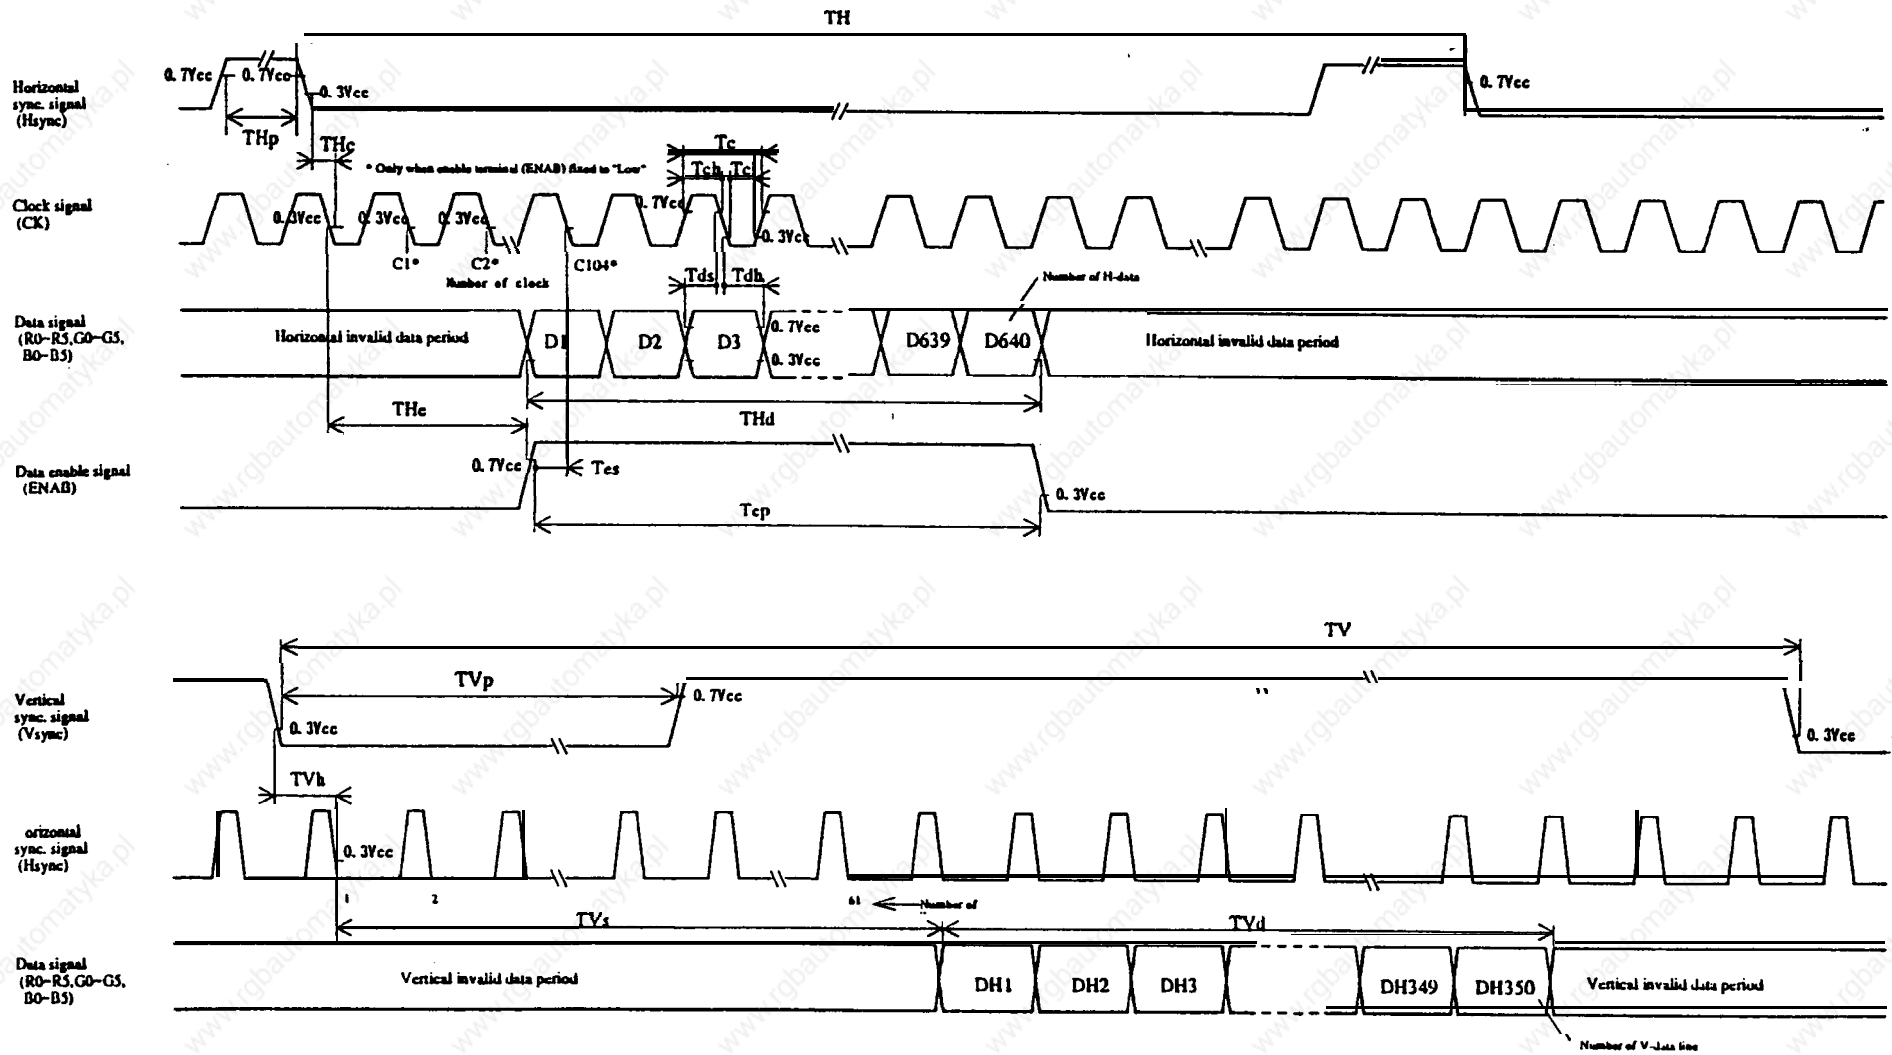 TH
0.7Vcc 0.7Vcc
0.3Vcc
0.7Vcc
Horizontal
sync. signal
(Hsync)
THp
THc
Tc
* Only when enable terminal (ENAB) fixed to "Low"
Tch Tcl
Clock signal
(CK)
0.3Vcc 0.3Vcc 0.3Vcc 0.7Vcc 0.3Vcc
C1* C2* C104*
Number of clock
Tds Tdh
Number of H-data
Data signal
(R0~R5,G0~G5,
B0~B5)
Horizontal invalid data period D1 D2 D3 0.7Vcc 0.3Vcc D639 D640 Horizontal invalid data period
THe THd
Data enable signal
(ENAB)
0.7Vcc Tes
0.3Vcc
Tep
TV
TVp
0.7Vcc
Vertical
sync. signal
(Vsync)
0.3Vcc 0.3Vcc
TVh
orizontal
sync. signal
(Hsync)
0.3Vcc
1 2 61 Number of
TVs TVd
Data signal
(R0~R5,G0~G5,
B0~B5)
Vertical invalid data period DH1 DH2 DH3 DH349 DH350 Vertical invalid data period
Number of V-data line
www.rgbautomatyka.pl